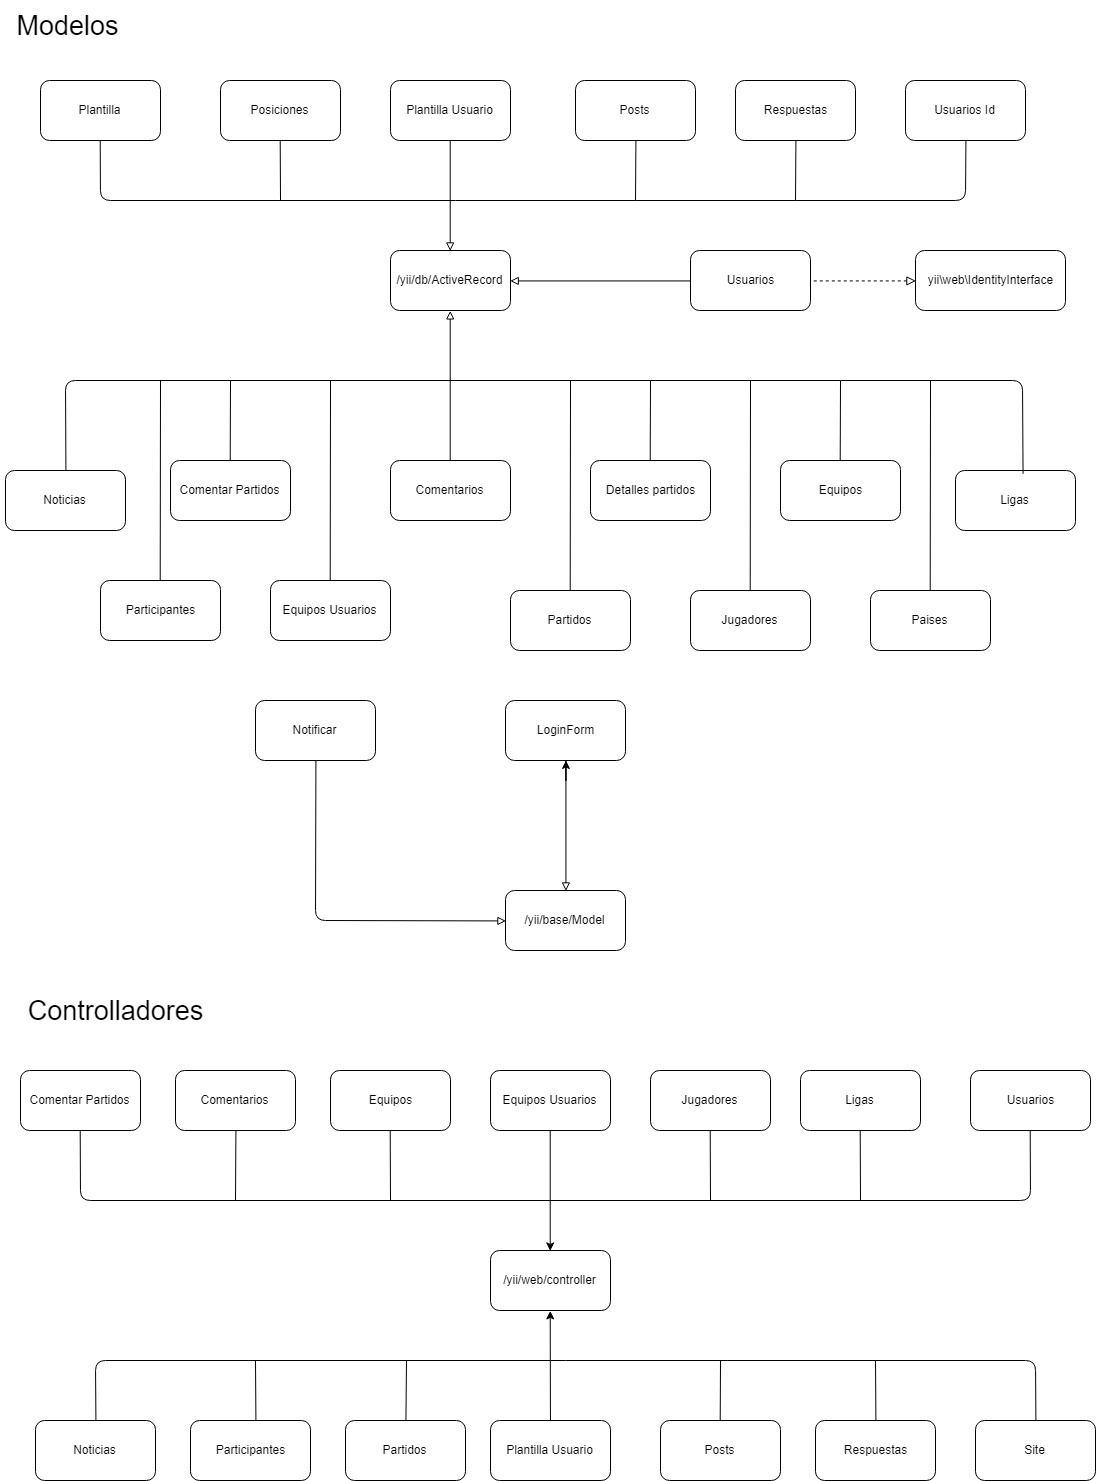 Modelos
Plantilla
Posiciones
Plantilla Usuario
Posts
Respuestas
Usuarios Id
/yii/db/ActiveRecord
Usuarios
yii\web\IdentityInterface
Noticias
Comentar Partidos
Comentarios
Detalles partidos
Equipos
Ligas
Participantes
Equipos Usuarios
Partidos
Jugadores
Paises
Notificar
LoginForm
/yii/base/Model
Controlladores
Comentar Partidos
Comentarios
Equipos
Equipos Usuarios
Jugadores
Ligas
Usuarios
/yii/web/controller
Noticias
Participantes
Partidos
Plantilla Usuario
Posts
Respuestas
Site